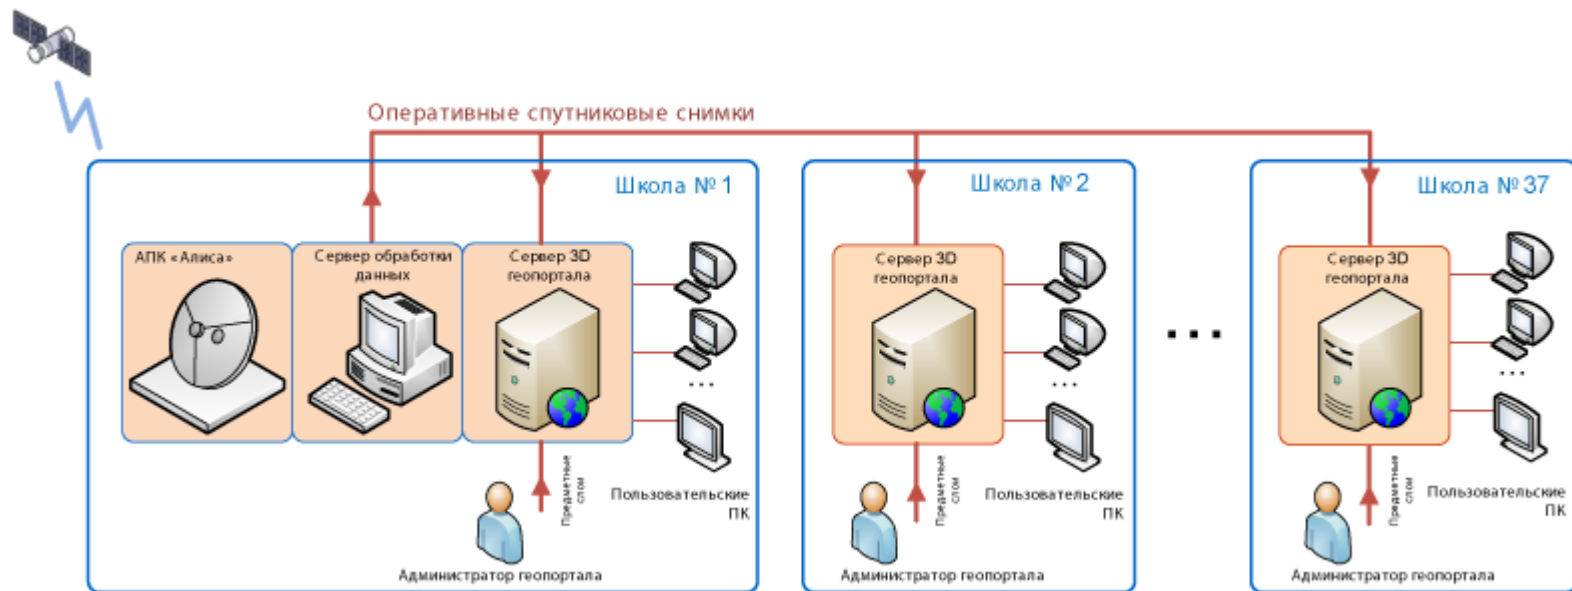 Оперативные спутниковые снимки
Школа № 1
АПК «Алиса»
Сервер обработки
данных
Сервер 3D
геопортала
...
Предметные
слои
Пользовательские
ПК
Администратор геопортала
Школа № 2
Сервер 3D
геопортала
...
Предметные
слои
Пользовательские
ПК
Администратор геопортала
...
Школа № 37
Сервер 3D
геопортала
...
Предметные
слои
Пользовательские
ПК
Администратор геопортала